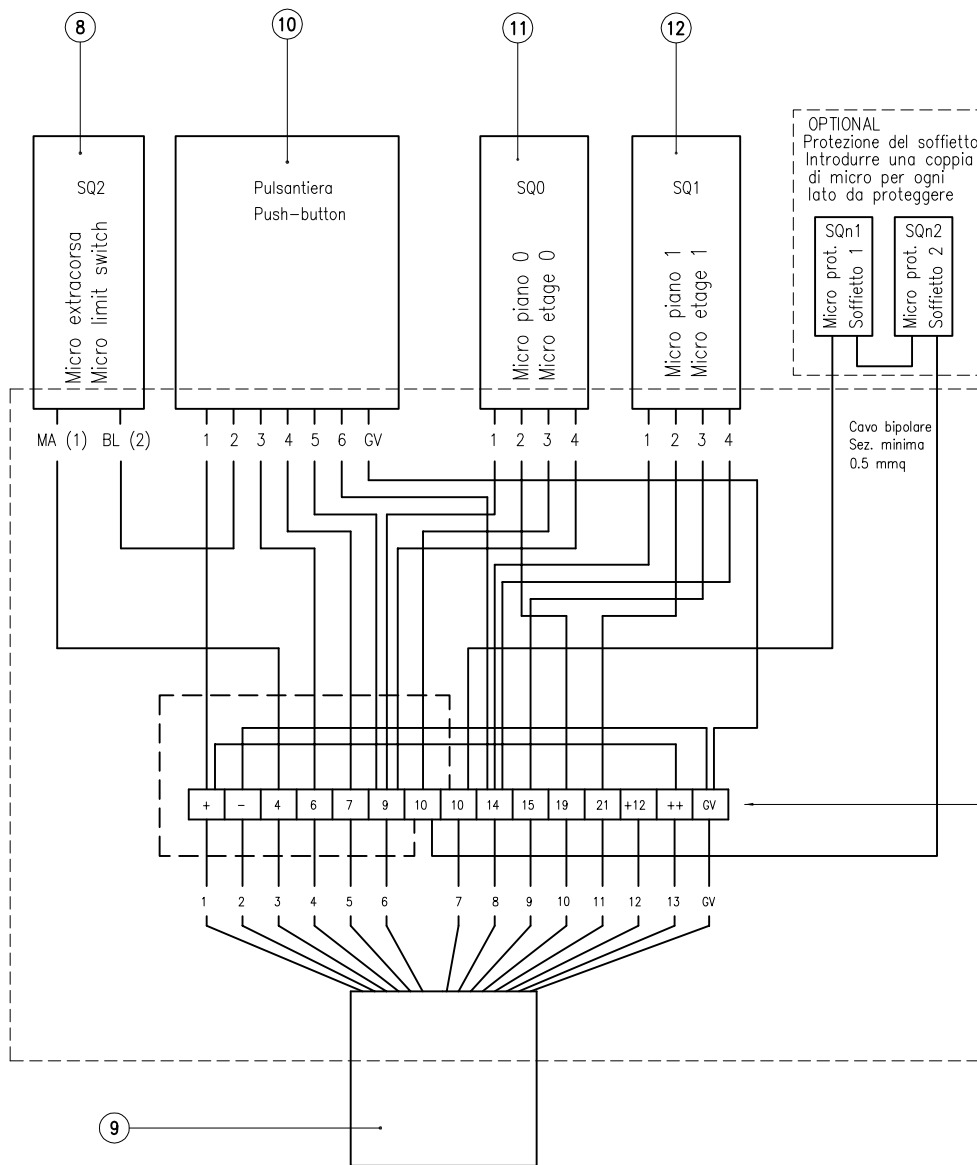 8
10
11
12
OPTIONAL
Protezione del soffietto
Introdurre una coppia
di micro per ogni
lato da proteggere
SQ2
Micro extracorsa
Micro limit switch
Pulsantiera
Push-button
SQ0
Micro piano 0
Micro etage 0
SQ1
Micro piano 1
Micro etage 1
SQn1
Micro prot.
Soffietto 1
SQn2
Micro prot.
Soffietto 2
MA (1) BL (2)
1 2 3 4 5 6 GV
1 2 3 4
1 2 3 4
Cavo bipolare
Sez. minima
0.5 mmq
+ - 4 6 7 9 10 10 14 15 19 21 +12 ++ GV
1 2 3 4 5 6 7 8 9 10 11 12 13 GV
9